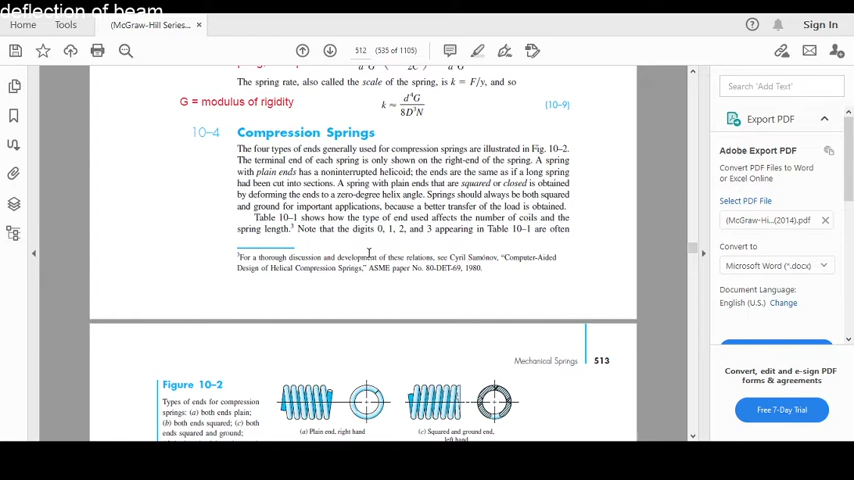 deflection of beam
Home Tools (McGraw-Hill Series... × Sign In
512 (535 of 1105)
The spring rate, also called the scale of the spring, is k = F/y, and so
G = modulus of rigidity
k ≈ d⁴G / 8D³N (10–9)
10–4 Compression Springs
The four types of ends generally used for compression springs are illustrated in Fig. 10–2.
The terminal end of each spring is only shown on the right-end of the spring. A spring
with plain ends has a noninterrupted helicoid; the ends are the same as if a long spring
had been cut into sections. A spring with plain ends that are squared or closed is obtained
by deforming the ends to a zero-degree helix angle. Springs should always be both squared
and ground for important applications, because a better transfer of the load is obtained.
Table 10–1 shows how the type of end used affects the number of coils and the
spring length.³ Note that the digits 0, 1, 2, and 3 appearing in Table 10–1 are often
³For a thorough discussion and development of these relations, see Cyril Samónov, “Computer-Aided
Design of Helical Compression Springs,” ASME paper No. 80-DET-69, 1980.
Mechanical Springs 513
Figure 10–2
Types of ends for compression
springs: (a) both ends plain;
(b) both ends squared; (c) both
ends squared and ground;
(a) Plain end, right hand
(c) Squared and ground end,
left hand
Search 'Add Text'
Export PDF
Adobe Export PDF
Convert PDF Files to Word
or Excel Online
Select PDF File
(McGraw-Hi...(2014).pdf ×
Convert to
Microsoft Word (*.docx)
Document Language:
English (U.S.) Change
Convert, edit and e-sign PDF
forms & agreements
Free 7-Day Trial